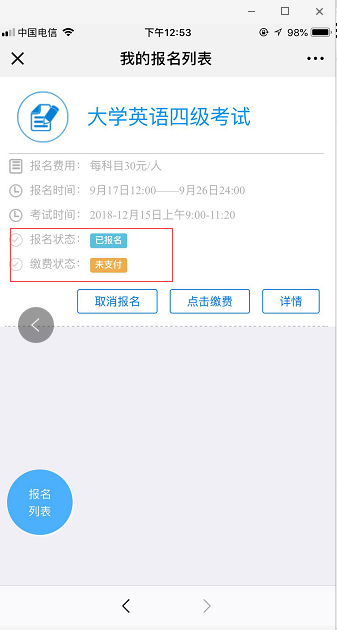 中国电信 下午12:53 98%
我的报名列表
大学英语四级考试
报名费用： 每科目30元/人
报名时间： 9月17日12:00——9月26日24:00
考试时间： 2018-12月15日上午9:00-11:20
报名状态： 已报名
缴费状态： 未支付
取消报名 点击缴费 详情
报名
列表